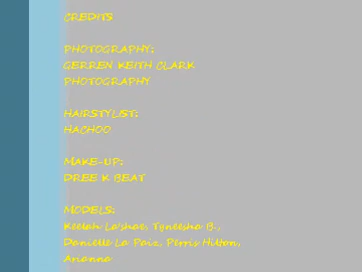 CREDITS
PHOTOGRAPHY:
GERREN KEITH CLARK
PHOTOGRAPHY
HAIRSTYLIST:
HACHOO
MAKE-UP:
DREE K BEAT
MODELS:
Keelah La'shae, Tyneesha B.,
Danielle La Paiz, Perris Hilton,
Arianna